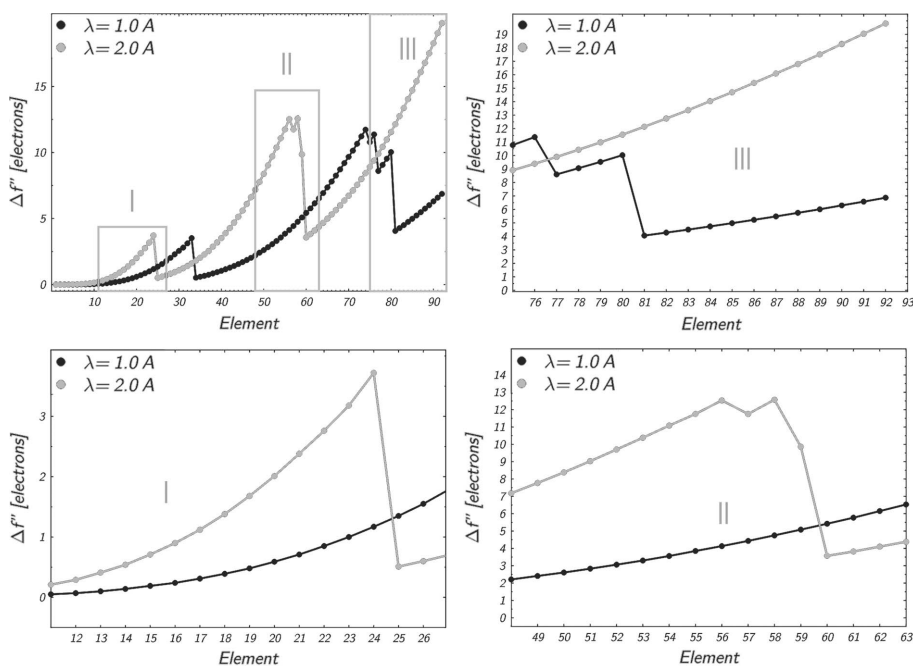 λ= 1.0 A
λ= 2.0 A
I
II
III
Δf" [electrons]
15
10
5
0
10 20 30 40 50 60 70 80 90
Element
λ= 1.0 A
λ= 2.0 A
III
Δf" [electrons]
19
18
17
16
15
14
13
12
11
10
9
8
7
6
5
4
3
2
1
0
76 77 78 79 80 81 82 83 84 85 86 87 88 89 90 91 92 93
Element
λ= 1.0 A
λ= 2.0 A
I
Δf" [electrons]
3
2
1
0
12 13 14 15 16 17 18 19 20 21 22 23 24 25 26
Element
λ= 1.0 A
λ= 2.0 A
II
Δf" [electrons]
14
13
12
11
10
9
8
7
6
5
4
3
2
1
0
49 50 51 52 53 54 55 56 57 58 59 60 61 62 63
Element